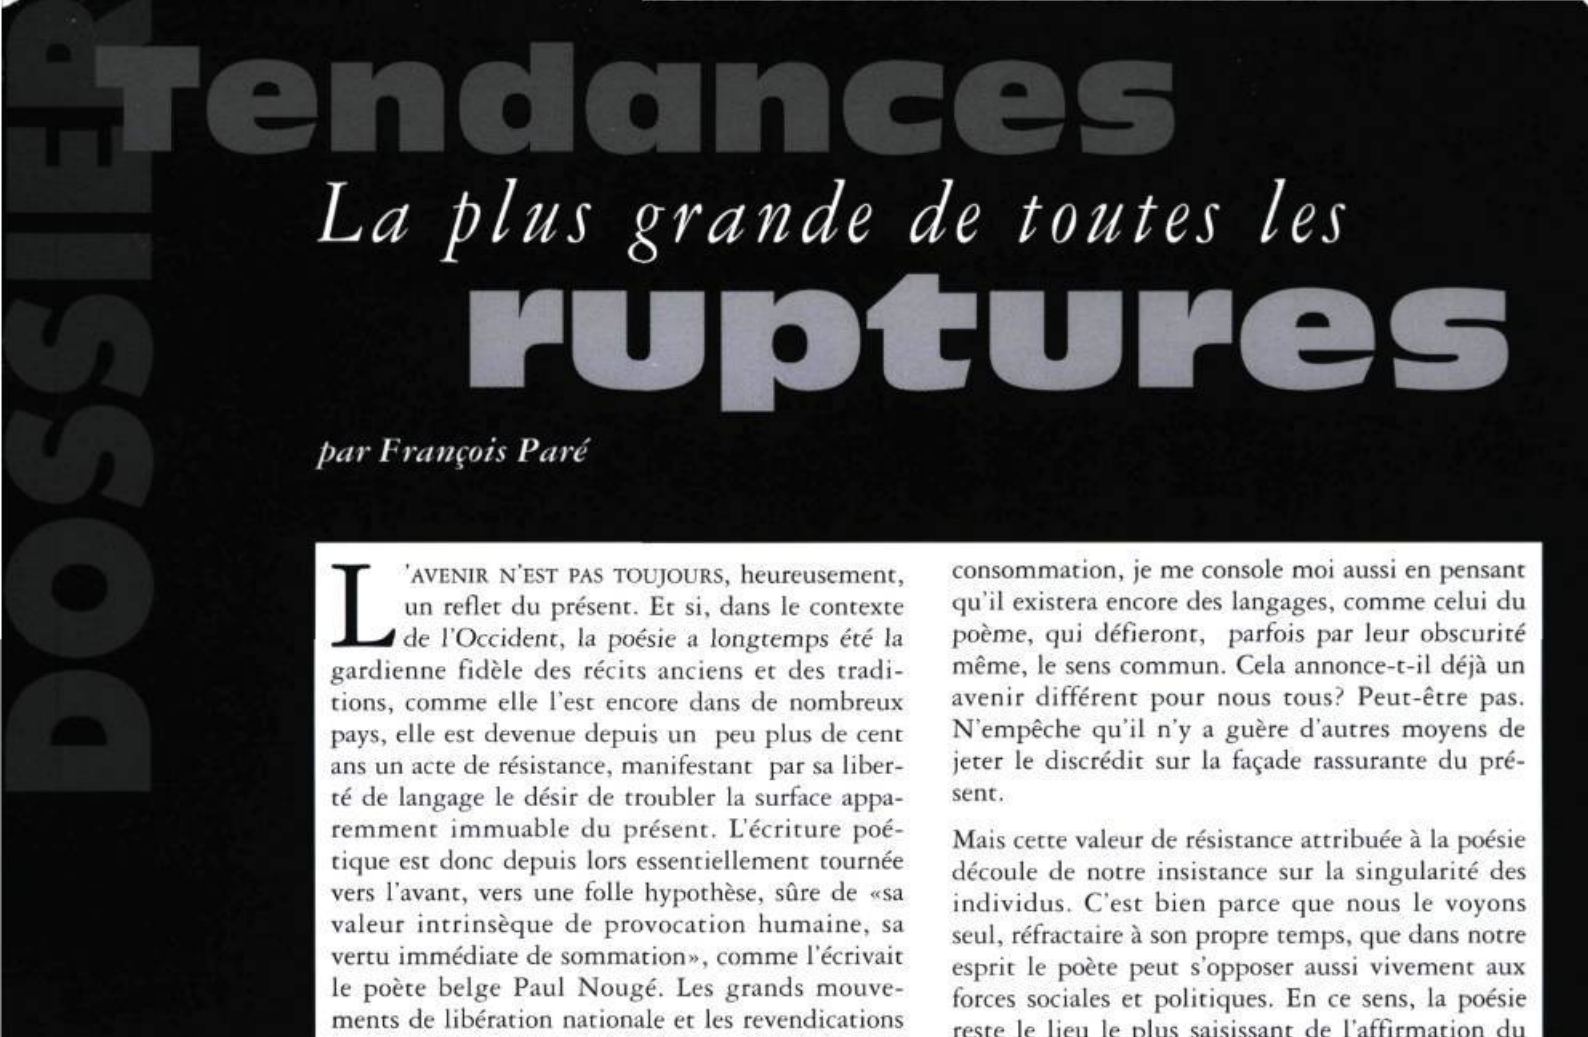 DOSSIER
Tendances
La plus grande de toutes les
ruptures
par François Paré
L'AVENIR N'EST PAS TOUJOURS, heureusement,
un reflet du présent. Et si, dans le contexte
de l'Occident, la poésie a longtemps été la
gardienne fidèle des récits anciens et des tradi-
tions, comme elle l'est encore dans de nombreux
pays, elle est devenue depuis un peu plus de cent
ans un acte de résistance, manifestant par sa liber-
té de langage le désir de troubler la surface appa-
remment immuable du présent. L'écriture poé-
tique est donc depuis lors essentiellement tournée
vers l'avant, vers une folle hypothèse, sûre de «sa
valeur intrinsèque de provocation humaine, sa
vertu immédiate de sommation», comme l'écrivait
le poète belge Paul Nougé. Les grands mouve-
ments de libération nationale et les revendications
consommation, je me console moi aussi en pensant
qu'il existera encore des langages, comme celui du
poème, qui défieront, parfois par leur obscurité
même, le sens commun. Cela annonce-t-il déjà un
avenir différent pour nous tous? Peut-être pas.
N'empêche qu'il n'y a guère d'autres moyens de
jeter le discrédit sur la façade rassurante du pré-
sent.
Mais cette valeur de résistance attribuée à la poésie
découle de notre insistance sur la singularité des
individus. C'est bien parce que nous le voyons
seul, réfractaire à son propre temps, que dans notre
esprit le poète peut s'opposer aussi vivement aux
forces sociales et politiques. En ce sens, la poésie
reste le lieu le plus saisissant de l'affirmation du